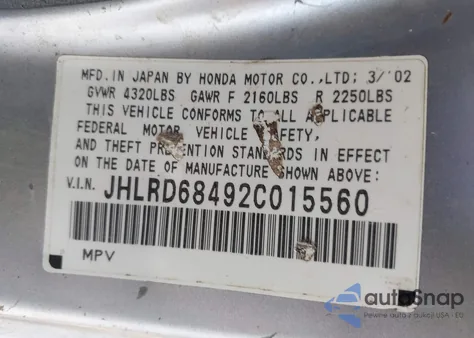 MFD. IN JAPAN BY HONDA MOTOR CO.,LTD; 3/'02
GVWR 4320LBS GAWR F 2160LBS R 2250LBS
THIS VEHICLE CONFORMS TO ALL APPLICABLE
FEDERAL MOTOR VEHICLE SAFETY,
AND THEFT PREVENTION STANDARDS IN EFFECT
ON THE DATE OF MANUFACTURE SHOWN ABOVE:
V.I.N. JHLRD68492C015560
MPV
autoSnap